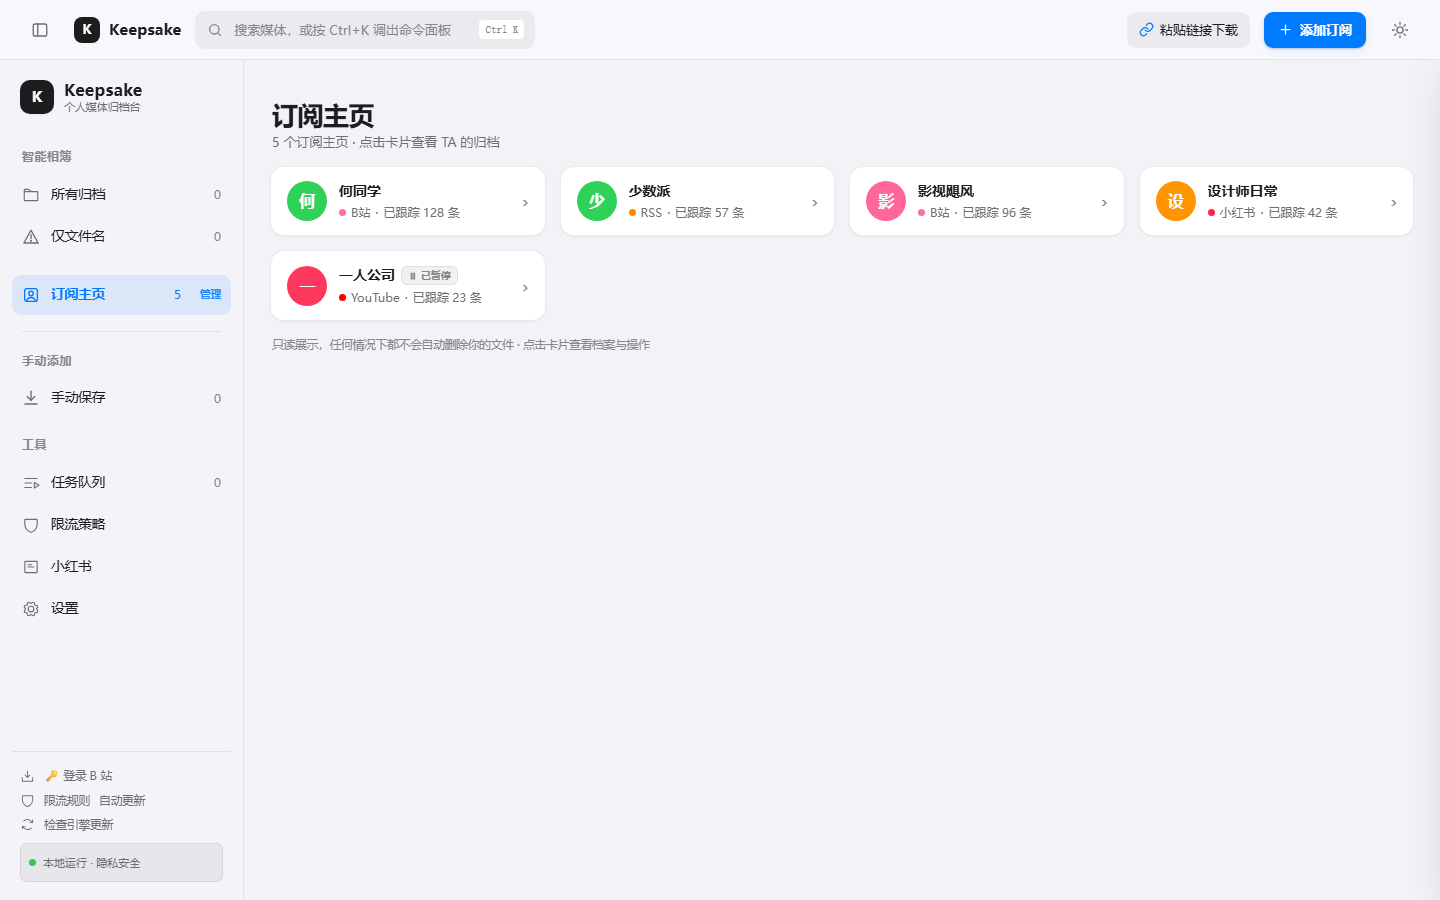 K Keepsake 搜索媒体，或按 Ctrl+K 调出命令面板 Ctrl K 粘贴链接下载 + 添加订阅
K Keepsake
个人媒体归档台
智能相簿
所有归档 0
仅文件名 0
订阅主页 5 管理
手动添加
手动保存 0
工具
任务队列 0
限流策略
小红书
设置
登录 B 站
限流规则 自动更新
检查引擎更新
本地运行 · 隐私安全
订阅主页
5 个订阅主页 · 点击卡片查看 TA 的归档
何 何同学
B站 · 已跟踪 128 条 ›
少 少数派
RSS · 已跟踪 57 条 ›
影 影视飓风
B站 · 已跟踪 96 条 ›
设 设计师日常
小红书 · 已跟踪 42 条 ›
一 一人公司 已暂停
YouTube · 已跟踪 23 条 ›
只读展示，任何情况下都不会自动删除你的文件 · 点击卡片查看档案与操作